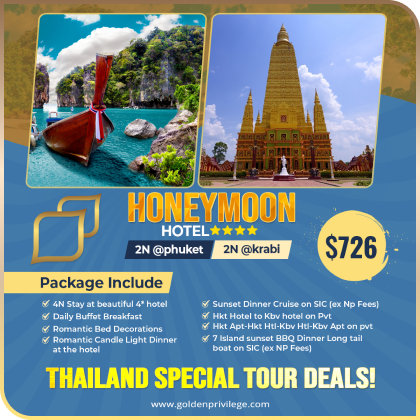 HONEYMOON
HOTEL ★★★★
2N @phuket 2N @krabi
$726
Package Include
4N Stay at beautiful 4* hotel
Daily Buffet Breakfast
Romantic Bed Decorations
Romantic Candle Light Dinner
at the hotel
Sunset Dinner Cruise on SIC (ex Np Fees)
Hkt Hotel to Kbv hotel on Pvt
Hkt Apt-Hkt Htl-Kbv Htl-Kbv Apt on pvt
7 Island sunset BBQ Dinner Long tail
boat on SIC (ex NP Fees)
THAILAND SPECIAL TOUR DEALS!
www.goldenprivilege.com